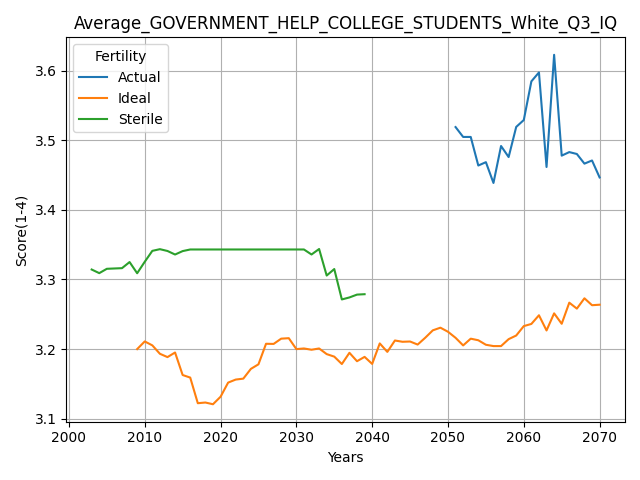 Average_GOVERNMENT_HELP_COLLEGE_STUDENTS_White_Q3_IQ
Fertility
Actual
Ideal
Sterile
Score(1-4)
3.6
3.5
3.4
3.3
3.2
3.1
2000 2010 2020 2030 2040 2050 2060 2070
Years